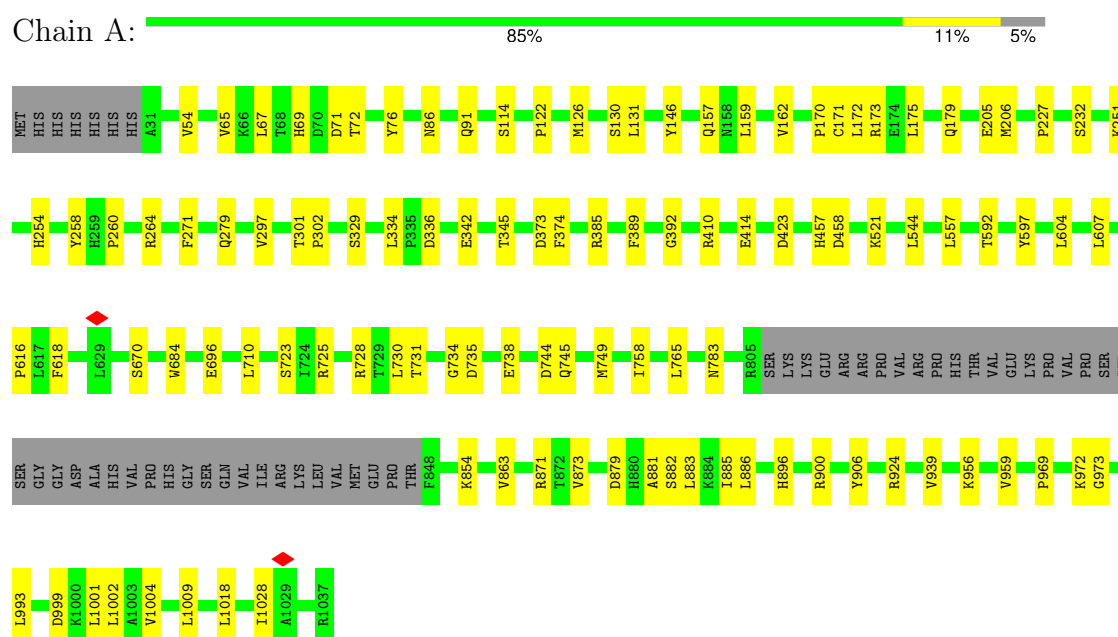 Chain A:
85% 11% 5%
MET HIS HIS HIS HIS HIS HIS A31 V54 V65 K66 L67 T68 H69 D70 D71 T72 Y76 N86 Q91 S114 P122 M126 S130 L131 Y146 Q157 N158 L159 V162 P170 C171 L172 R173 E174 L175 Q179 E205 M206 P227 S232 K251
H254 Y258 H259 P260 R264 F271 Q279 V297 T301 P302 S329 L334 P335 D336 E342 T345 D373 F374 R385 F389 G392 R410 E414 D423 H457 D458 K521 L544 L557 T592 Y597 L604 L607
P616 L617 F618 L629 S670 W684 E696 L710 S723 I724 R725 R728 T729 L730 T731 G734 D735 E738 D744 Q745 M749 I758 L765 N783 R805 SER LYS LYS GLU ARG ARG PRO VAL ARG PRO HIS THR VAL GLU LYS PRO VAL PRO SER
SER GLY GLY ASP ALA HIS VAL PRO HIS GLY SER GLN VAL ILE ARG LYS LEU VAL MET GLU PRO THR F848 K854 V863 R871 T872 V873 D879 H880 A881 S882 L883 K884 I885 L886 H896 R900 Y906 R924 V939 K956 V959 P969 K972 G973
L993 D999 K1000 L1001 L1002 A1003 V1004 L1009 L1018 I1028 A1029 R1037